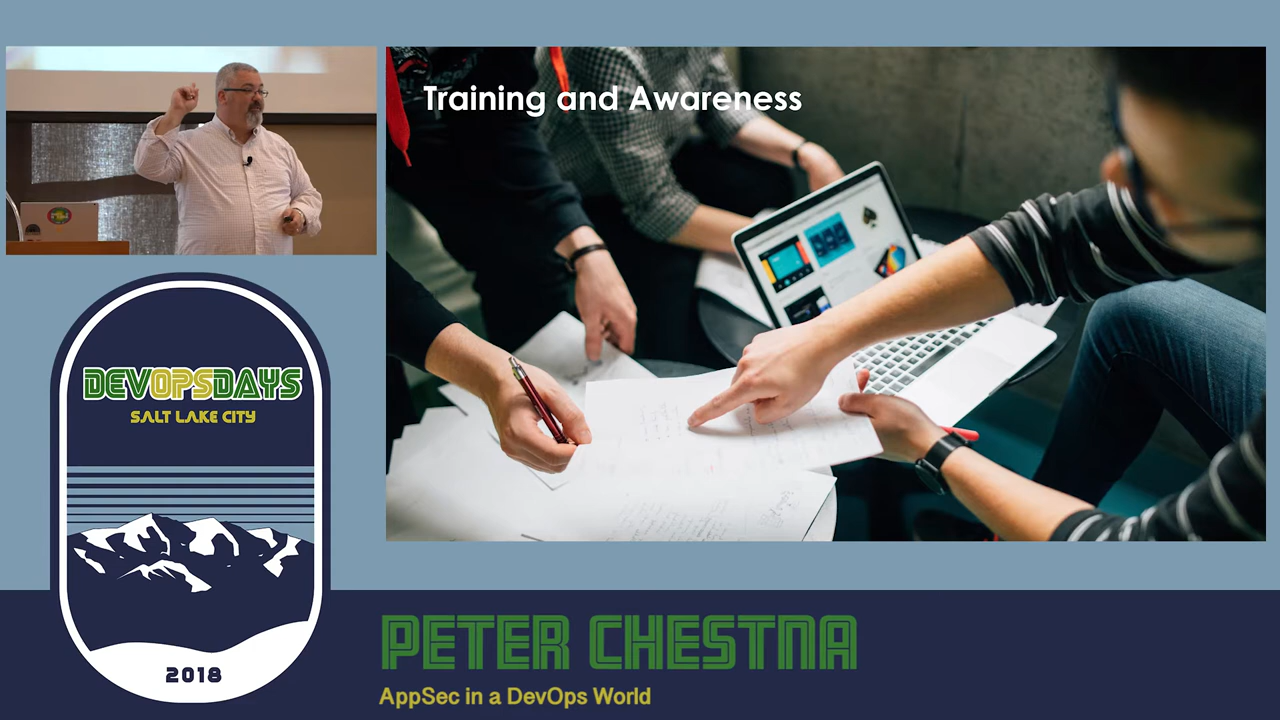 Training and Awareness
DEVOPSDAYS
SALT LAKE CITY
2018
PETER CHESTNA
AppSec in a DevOps World